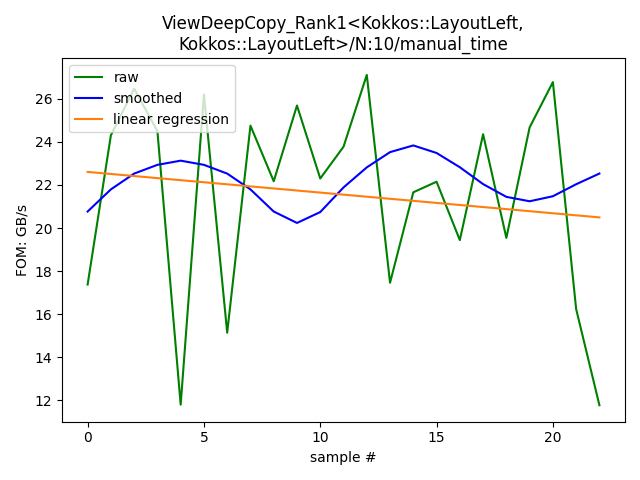 ViewDeepCopy_Rank1<Kokkos::LayoutLeft,
Kokkos::LayoutLeft>/N:10/manual_time
raw
smoothed
linear regression
26
24
22
20
18
16
14
12
FOM: GB/s
0
5
10
15
20
sample #